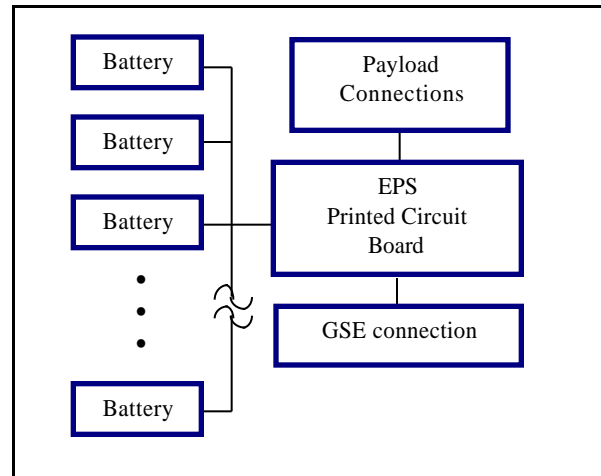 Battery
Battery
Battery
Battery
Payload
Connections
EPS
Printed Circuit
Board
GSE connection